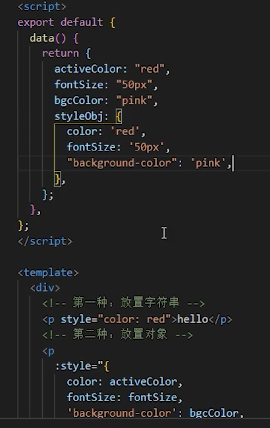 <script>
export default {
data() {
return {
activeColor: "red",
fontSize: "50px",
bgcColor: "pink",
styleObj: {
color: 'red',
fontSize: '50px',
"background-color": 'pink',
},
};
},
};
</script>
<template>
<div>
<!-- 第一种：放置字符串 -->
<p style="color: red">hello</p>
<!-- 第二种：放置对象 -->
<p
:style="{
color: activeColor,
fontSize: fontSize,
'background-color': bgcColor,